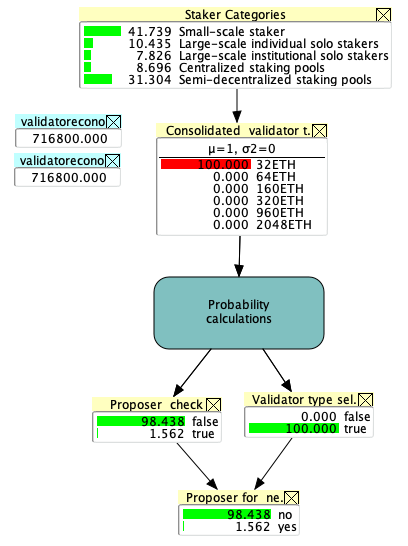 Staker Categories
41.739 Small-scale staker
10.435 Large-scale individual solo stakers
7.826 Large-scale institutional solo stakers
8.696 Centralized staking pools
31.304 Semi-decentralized staking pools
validatorecono
716800.000
validatorecono
716800.000
Consolidated validator t.
μ=1, σ2=0
100.000 32ETH
0.000 64ETH
0.000 160ETH
0.000 320ETH
0.000 960ETH
0.000 2048ETH
Probability
calculations
Proposer check
98.438 false
1.562 true
Validator type sel.
0.000 false
100.000 true
Proposer for ne.
98.438 no
1.562 yes